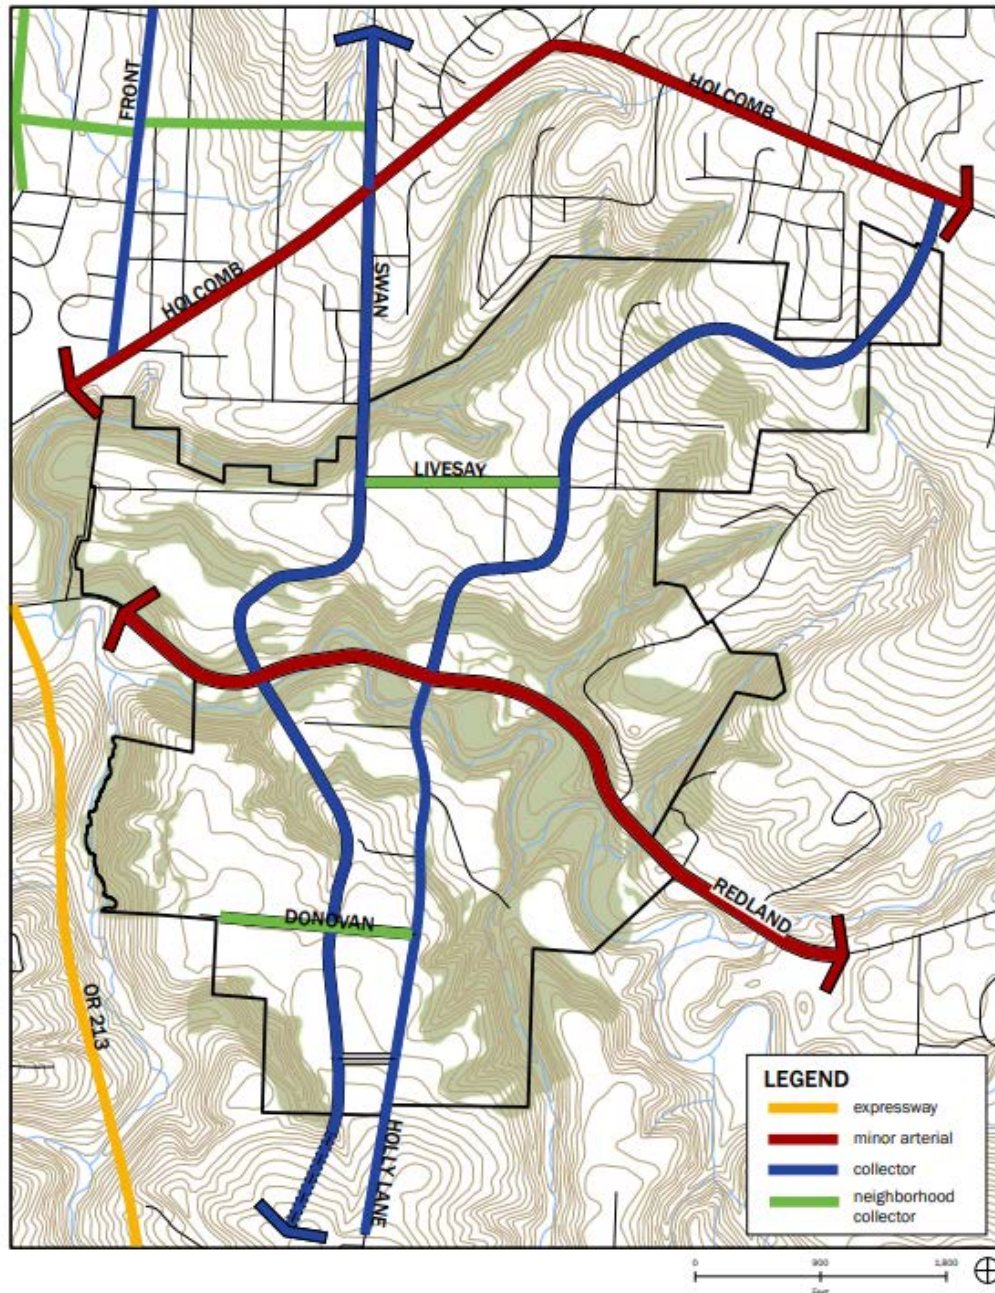 FRONT
HOLCOMB
SWAN
HOLCOMB
LIVESAY
DONOVAN
REDLAND
OR 213
HOLLY LANE
LEGEND
expressway
minor arterial
collector
neighborhood
collector
0 900 1,800
Feet